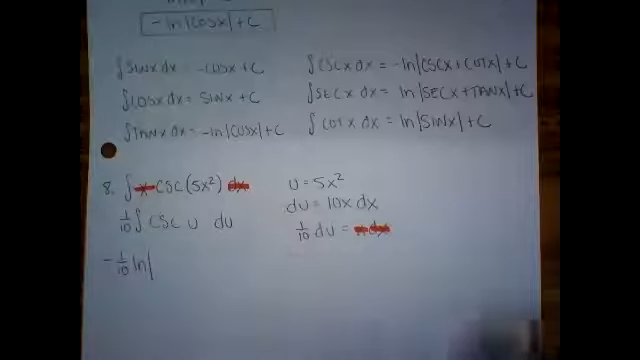 - ln|cosx| + C
∫sinx dx = -cosx + C
∫cosx dx = sinx + C
∫tanx dx = -ln|cosx| + C
∫cscx dx = -ln|cscx + cotx| + C
∫secx dx = ln|secx + tanx| + C
∫cotx dx = ln|sinx| + C
8. ∫x csc(5x²) dx
1/10 ∫ csc u du
- 1/10 ln|
u = 5x²
du = 10x dx
1/10 du = x dx